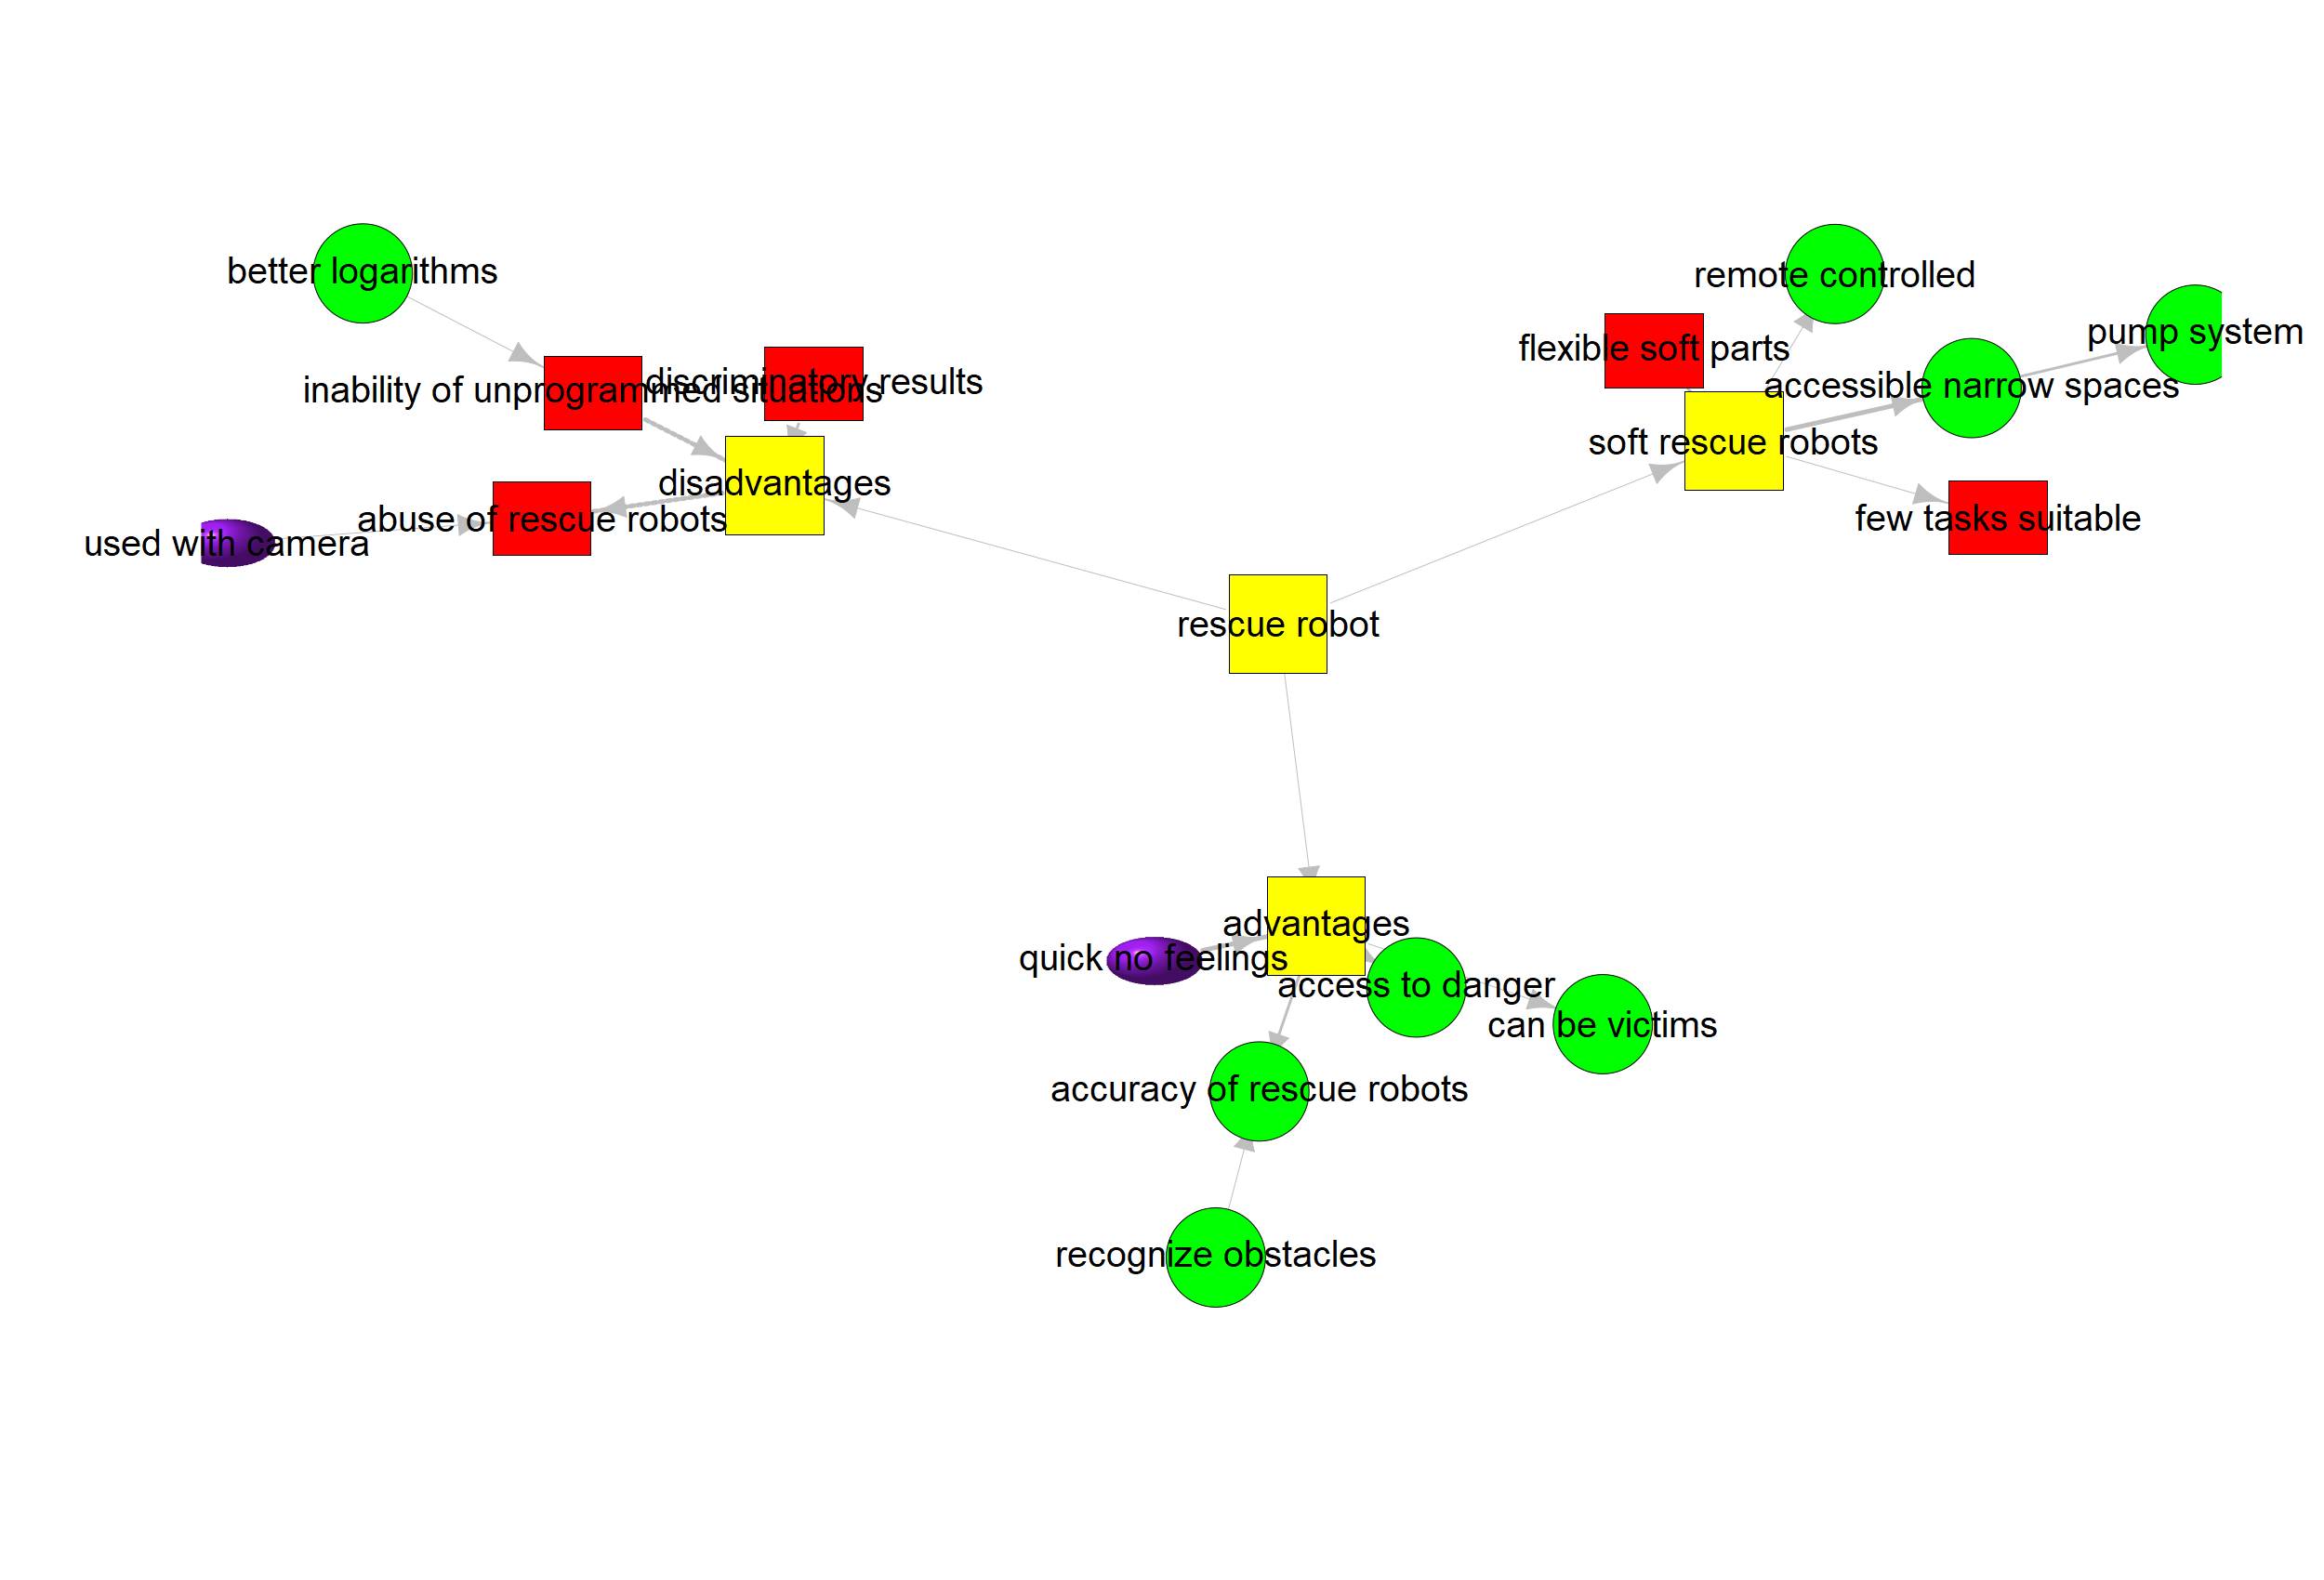 better logarithms
remote controlled
pump system
flexible soft parts
discriminatory results
inability of unprogrammed situations
accessible narrow spaces
soft rescue robots
disadvantages
abuse of rescue robots
few tasks suitable
used with camera
rescue robot
advantages
quick no feelings
access to danger
can be victims
accuracy of rescue robots
recognize obstacles